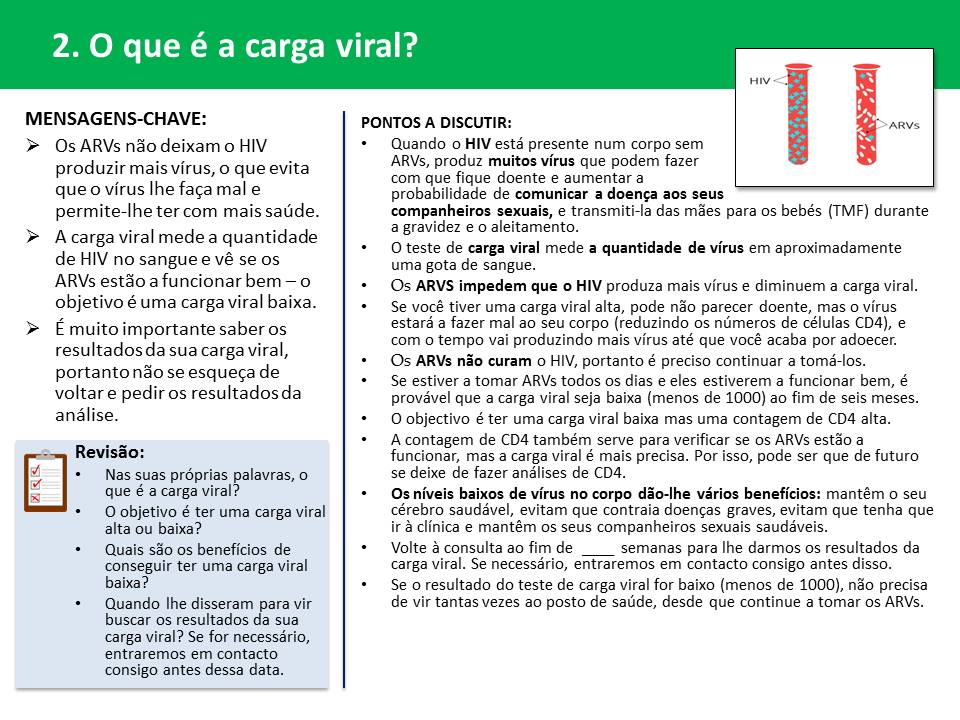 2. O que é a carga viral?
HIV
ARVs
MENSAGENS-CHAVE:
Os ARVs não deixam o HIV
produzir mais vírus, o que evita
que o vírus lhe faça mal e
permite-lhe ter com mais saúde.
A carga viral mede a quantidade
de HIV no sangue e vê se os
ARVs estão a funcionar bem – o
objetivo é uma carga viral baixa.
É muito importante saber os
resultados da sua carga viral,
portanto não se esqueça de
voltar e pedir os resultados da
análise.
Revisão:
• Nas suas próprias palavras, o
que é a carga viral?
• O objetivo é ter uma carga viral
alta ou baixa?
• Quais são os benefícios de
conseguir ter uma carga viral
baixa?
• Quando lhe disseram para vir
buscar os resultados da sua
carga viral? Se for necessário,
entraremos em contacto
consigo antes dessa data.
PONTOS A DISCUTIR:
• Quando o HIV está presente num corpo sem
ARVs, produz muitos vírus que podem fazer
com que fique doente e aumentar a
probabilidade de comunicar a doença aos seus
companheiros sexuais, e transmiti-la das mães para os bebés (TMF) durante
a gravidez e o aleitamento.
• O teste de carga viral mede a quantidade de vírus em aproximadamente
uma gota de sangue.
• Os ARVS impedem que o HIV produza mais vírus e diminuem a carga viral.
• Se você tiver uma carga viral alta, pode não parecer doente, mas o vírus
estará a fazer mal ao seu corpo (reduzindo os números de células CD4), e
com o tempo vai produzindo mais vírus até que você acaba por adoecer.
• Os ARVs não curam o HIV, portanto é preciso continuar a tomá-los.
• Se estiver a tomar ARVs todos os dias e eles estiverem a funcionar bem, é
provável que a carga viral seja baixa (menos de 1000) ao fim de seis meses.
• O objectivo é ter uma carga viral baixa mas uma contagem de CD4 alta.
• A contagem de CD4 também serve para verificar se os ARVs estão a
funcionar, mas a carga viral é mais precisa. Por isso, pode ser que de futuro
se deixe de fazer análises de CD4.
• Os níveis baixos de vírus no corpo dão-lhe vários benefícios: mantêm o seu
cérebro saudável, evitam que contraia doenças graves, evitam que tenha que
ir à clínica e mantêm os seus companheiros sexuais saudáveis.
• Volte à consulta ao fim de ____ semanas para lhe darmos os resultados da
carga viral. Se necessário, entraremos em contacto consigo antes disso.
• Se o resultado do teste de carga viral for baixo (menos de 1000), não precisa
de vir tantas vezes ao posto de saúde, desde que continue a tomar os ARVs.